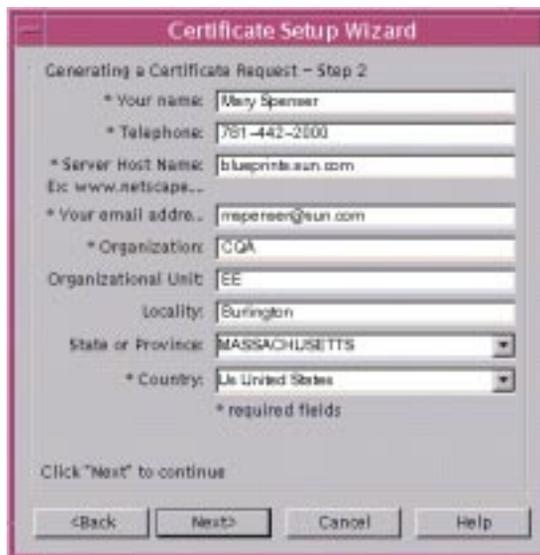 Certificate Setup Wizard
Generating a Certificate Request - Step 2
* Your name: Mary Spenser
* Telephone: 781-442-2000
* Server Host Name: blueprints.sun.com
Ex: www.netscape...
* Your email addre... mspenser@sun.com
* Organization: CQA
Organizational Unit: EE
Locality: Burlington
State or Province: MASSACHUSETTS
* Country: Us United States
* required fields
Click "Next" to continue
<Back Next> Cancel Help